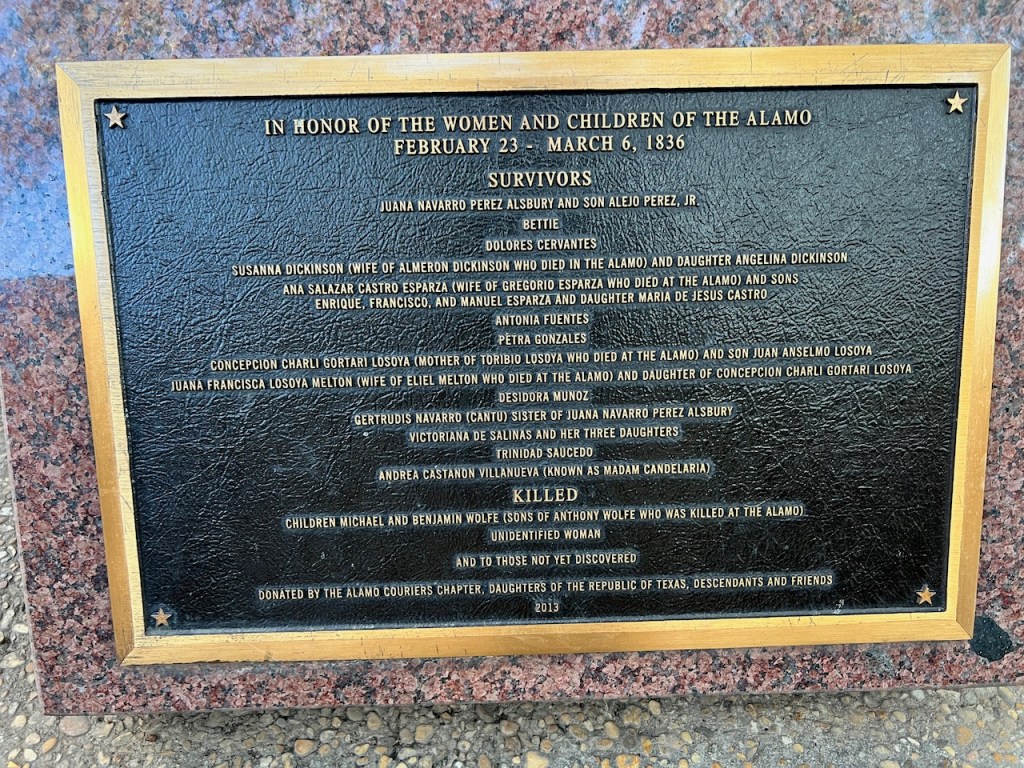 IN HONOR OF THE WOMEN AND CHILDREN OF THE ALAMO
FEBRUARY 23 - MARCH 6, 1836
SURVIVORS
JUANA NAVARRO PEREZ ALSBURY AND SON ALEJO PEREZ, JR.
BETTIE
DOLORES CERVANTES
SUSANNA DICKINSON (WIFE OF ALMERON DICKINSON WHO DIED IN THE ALAMO) AND DAUGHTER ANGELINA DICKINSON
ANA SALAZAR CASTRO ESPARZA (WIFE OF GREGORIO ESPARZA WHO DIED AT THE ALAMO) AND SONS
ENRIQUE, FRANCISCO, AND MANUEL ESPARZA AND DAUGHTER MARIA DE JESUS CASTRO
ANTONIA FUENTES
PETRA GONZALES
CONCEPCION CHARLI GORTARI LOSOYA (MOTHER OF TORIBIO LOSOYA WHO DIED AT THE ALAMO) AND SON JUAN ANSELMO LOSOYA
JUANA FRANCISCA LOSOYA MELTON (WIFE OF ELIEL MELTON WHO DIED AT THE ALAMO) AND DAUGHTER OF CONCEPCION CHARLI GORTARI LOSOYA
DESIDORA MUNOZ
GERTRUDIS NAVARRO (CANTU) SISTER OF JUANA NAVARRO PEREZ ALSBURY
VICTORIANA DE SALINAS AND HER THREE DAUGHTERS
TRINIDAD SAUCEDO
ANDREA CASTANON VILLANUEVA (KNOWN AS MADAM CANDELARIA)
KILLED
CHILDREN MICHAEL AND BENJAMIN WOLFE (SONS OF ANTHONY WOLFE WHO WAS KILLED AT THE ALAMO)
UNIDENTIFIED WOMAN
AND TO THOSE NOT YET DISCOVERED
DONATED BY THE ALAMO COURIERS CHAPTER, DAUGHTERS OF THE REPUBLIC OF TEXAS, DESCENDANTS AND FRIENDS
2013